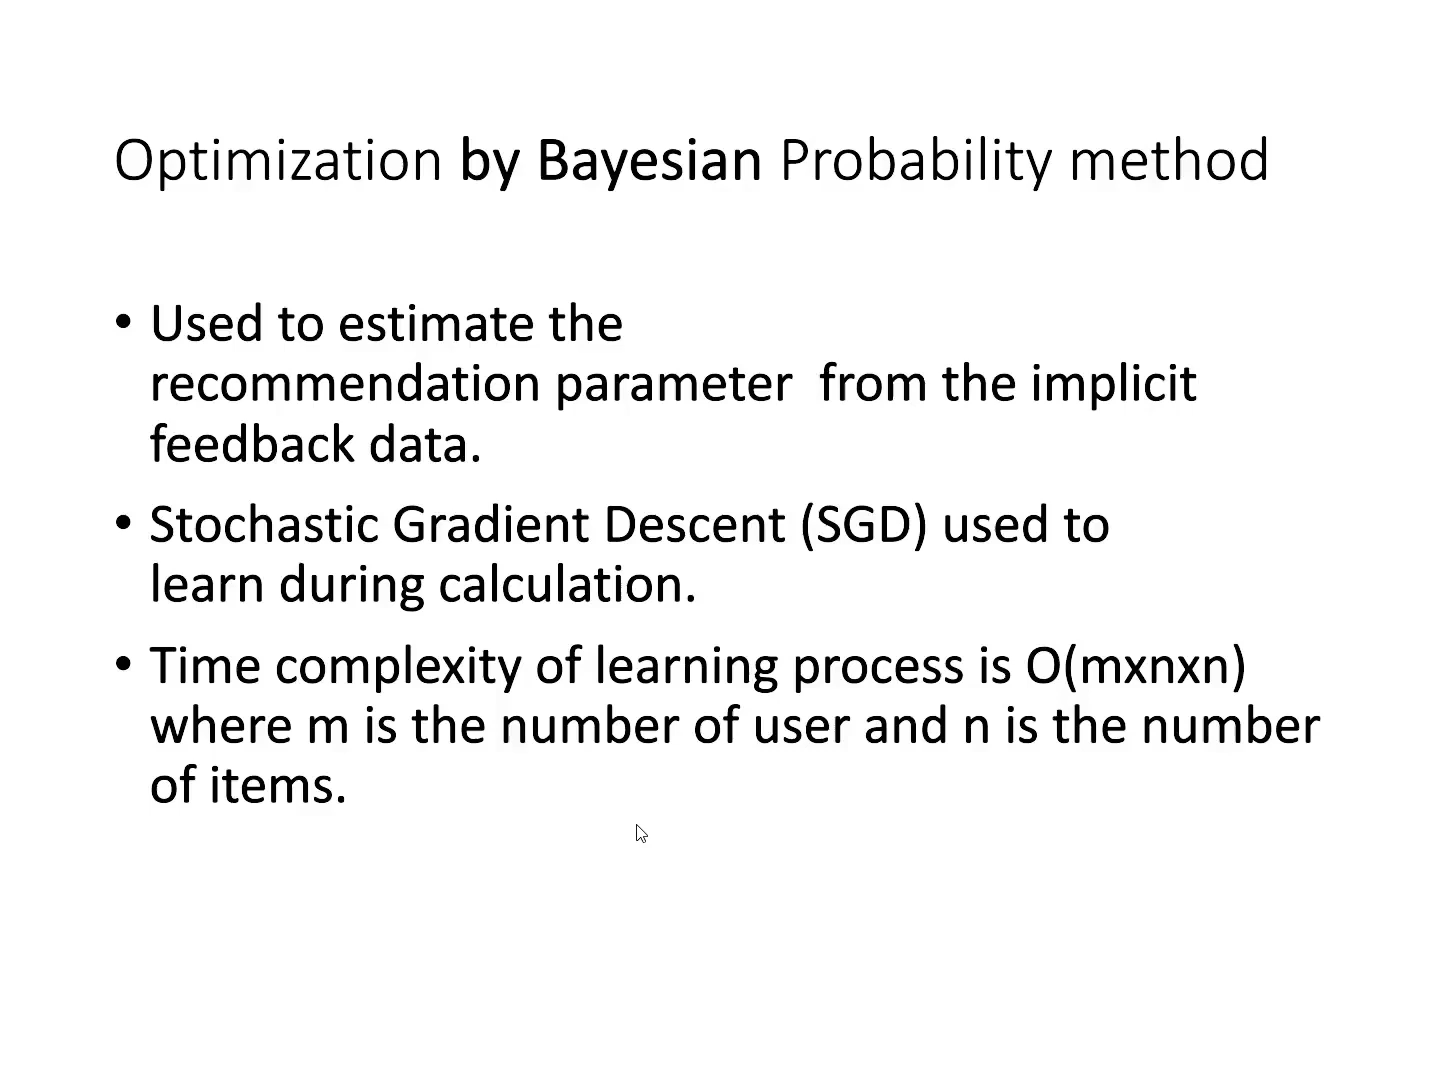 Optimization by Bayesian Probability method
• Used to estimate the
recommendation parameter  from the implicit
feedback data.
• Stochastic Gradient Descent (SGD) used to
learn during calculation.
• Time complexity of learning process is O(mxnxn)
where m is the number of user and n is the number
of items.